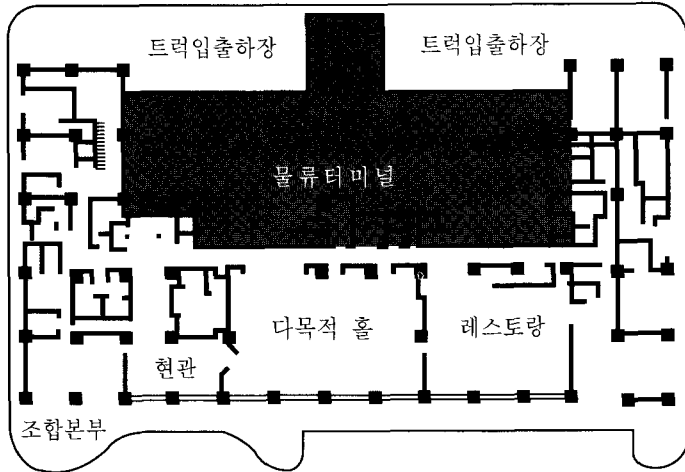 트럭입출하장
트럭입출하장
물류터미널
다목적 홀
레스토랑
현관
조합본부